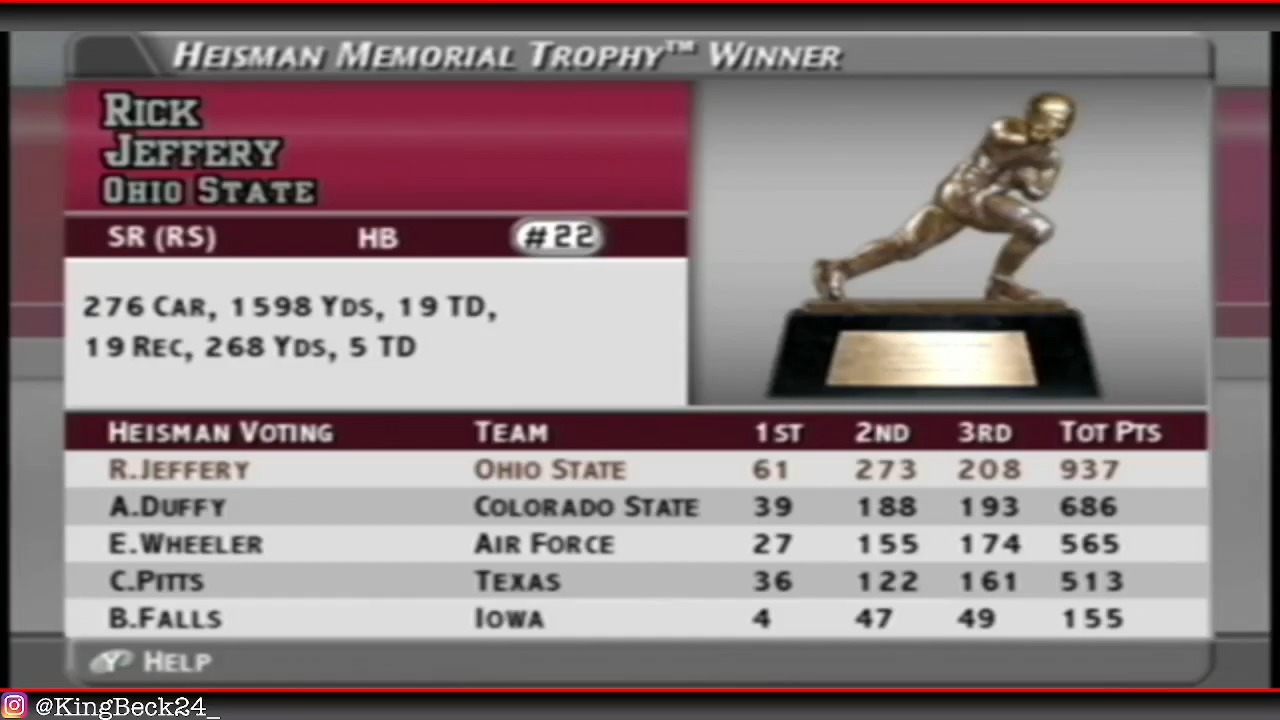 Heisman Memorial Trophy™ Winner
Rick
Jeffery
Ohio State
SR (RS) HB #22
276 Car, 1598 Yds, 19 TD,
19 Rec, 268 Yds, 5 TD
Heisman Voting Team 1st 2nd 3rd Tot Pts
R.Jeffery Ohio State 61 273 208 937
A.Duffy Colorado State 39 188 193 686
E.Wheeler Air Force 27 155 174 565
C.Pitts Texas 36 122 161 513
B.Falls Iowa 4 47 49 155
Y Help
@KingBeck24_